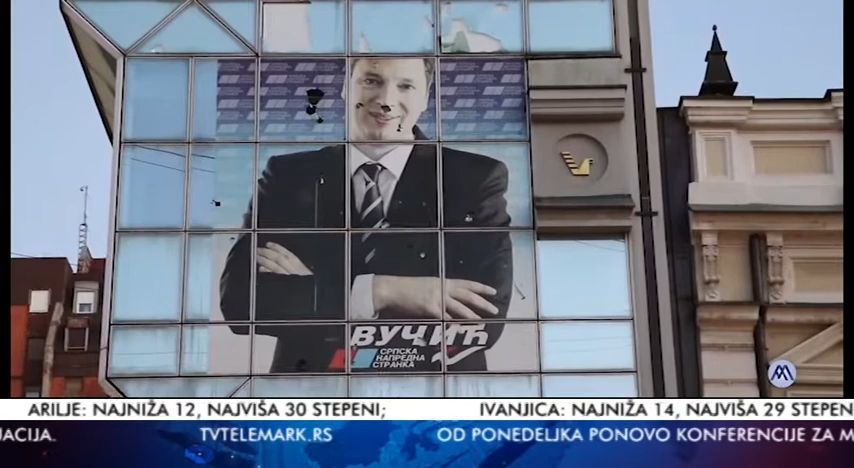 ВУЧИЋ
СРПСКА
НАПРЕДНА
СТРАНКА
ARILJE: NAJNIŽA 12, NAJVIŠA 30 STEPENI; IVANJICA: NAJNIŽA 14, NAJVIŠA 29 STEPEN
JACIJA. TVTELEMARK.RS OD PONEDELJKA PONOVO KONFERENCIJE ZA M